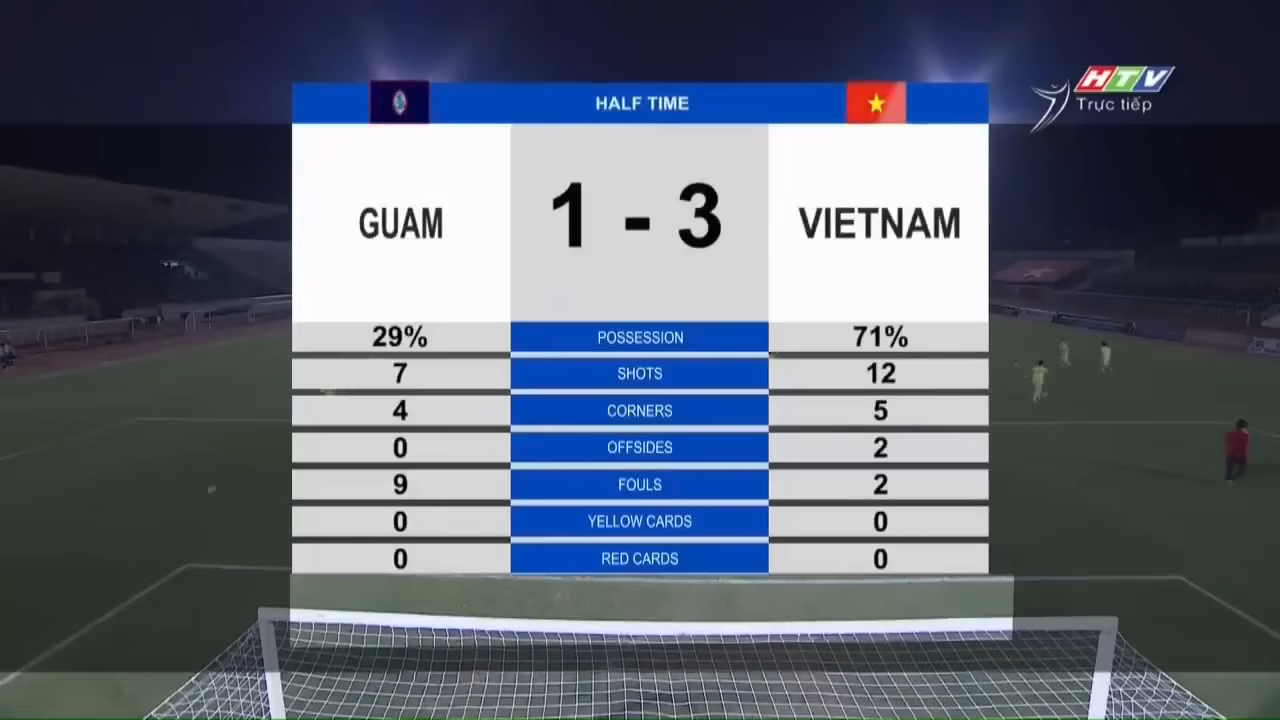 HTV
Trực tiếp
HALF TIME
GUAM 1 - 3 VIETNAM
29% POSSESSION 71%
7 SHOTS 12
4 CORNERS 5
0 OFFSIDES 2
9 FOULS 2
0 YELLOW CARDS 0
0 RED CARDS 0